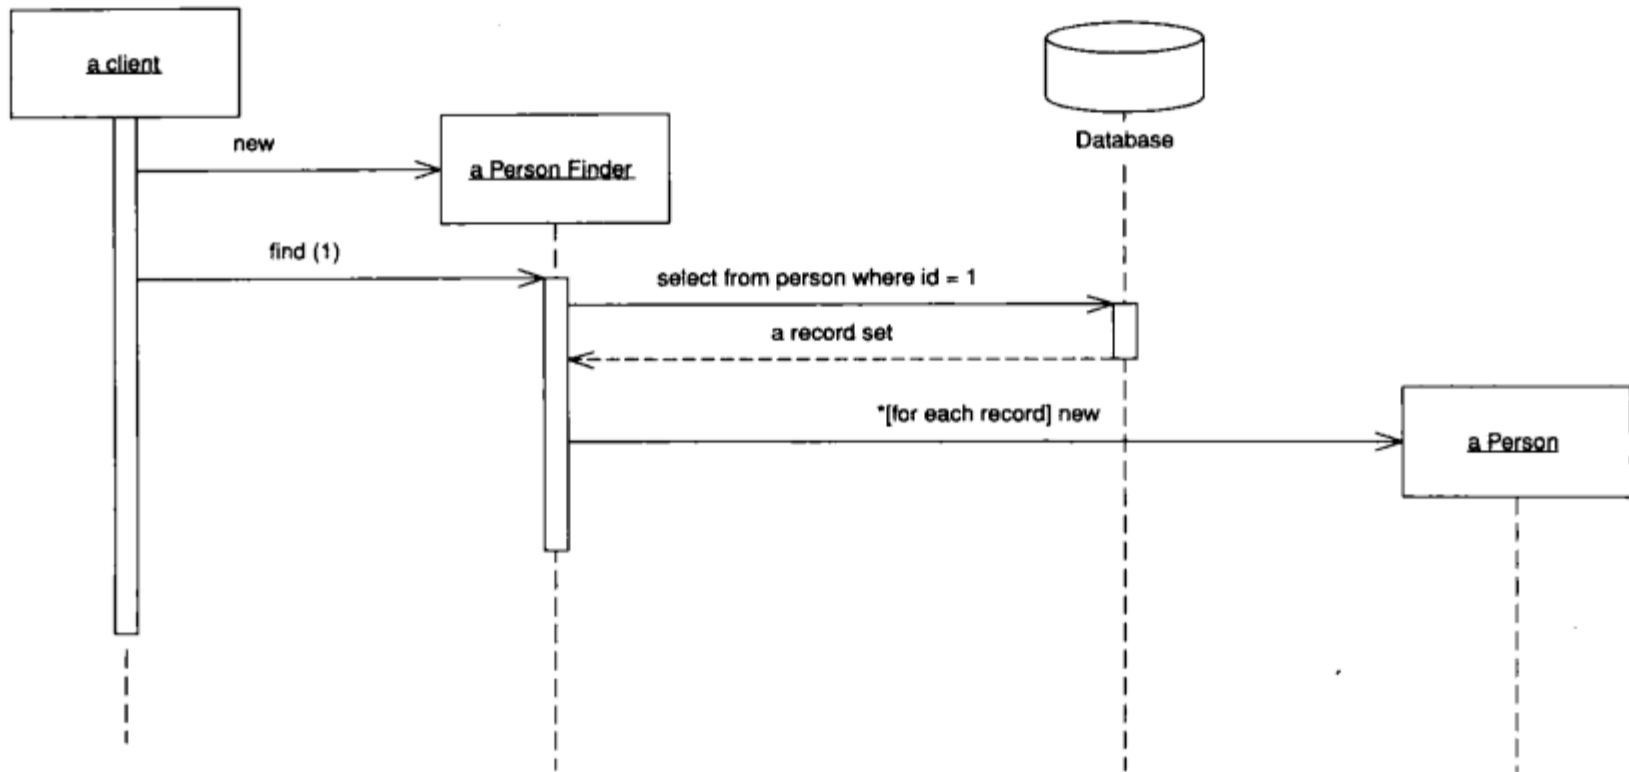 a client
new
a Person Finder
Database
find (1)
select from person where id = 1
a record set
*[for each record] new
a Person